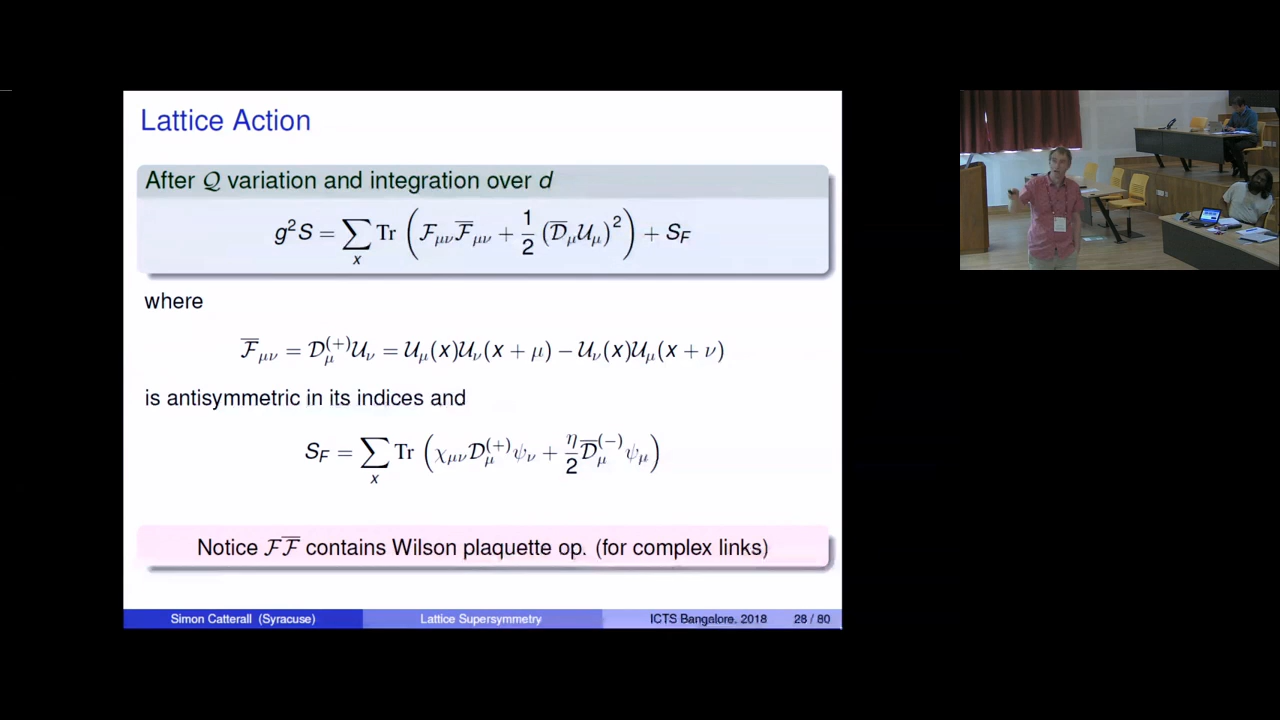 Lattice Action
After Q variation and integration over d
g²S = ∑ₓ Tr ( ℱ_μν ℱ̅_μν + 1/2 (𝒟̅_μ 𝒰_μ)² ) + S_F
where
ℱ̅_μν = 𝒟_μ^(+) 𝒰_ν = 𝒰_μ(x)𝒰_ν(x + μ) − 𝒰_ν(x)𝒰_μ(x + ν)
is antisymmetric in its indices and
S_F = ∑ₓ Tr ( χ_μν 𝒟_μ^(+) ψ_ν + η/2 𝒟̅_μ^(−) ψ_μ )
Notice ℱℱ̅ contains Wilson plaquette op. (for complex links)
Simon Catterall (Syracuse) Lattice Supersymmetry ICTS Bangalore. 2018 28 / 80